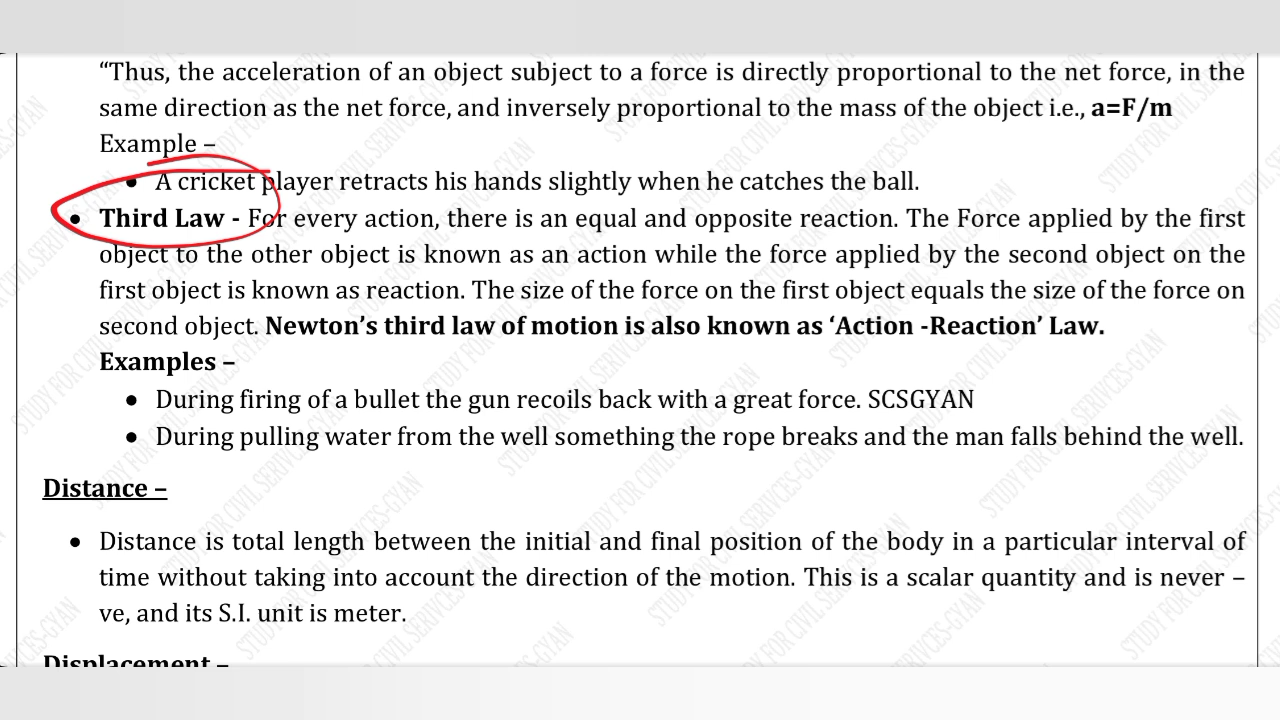 “Thus, the acceleration of an object subject to a force is directly proportional to the net force, in the
same direction as the net force, and inversely proportional to the mass of the object i.e., a=F/m
Example –
• A cricket player retracts his hands slightly when he catches the ball.
• Third Law - For every action, there is an equal and opposite reaction. The Force applied by the first
object to the other object is known as an action while the force applied by the second object on the
first object is known as reaction. The size of the force on the first object equals the size of the force on
second object. Newton’s third law of motion is also known as ‘Action -Reaction’ Law.
Examples –
• During firing of a bullet the gun recoils back with a great force. SCSGYAN
• During pulling water from the well something the rope breaks and the man falls behind the well.
Distance –
• Distance is total length between the initial and final position of the body in a particular interval of
time without taking into account the direction of the motion. This is a scalar quantity and is never –
ve, and its S.I. unit is meter.
Displacement –
STUDY FOR CIVIL SERIVCES-GYAN